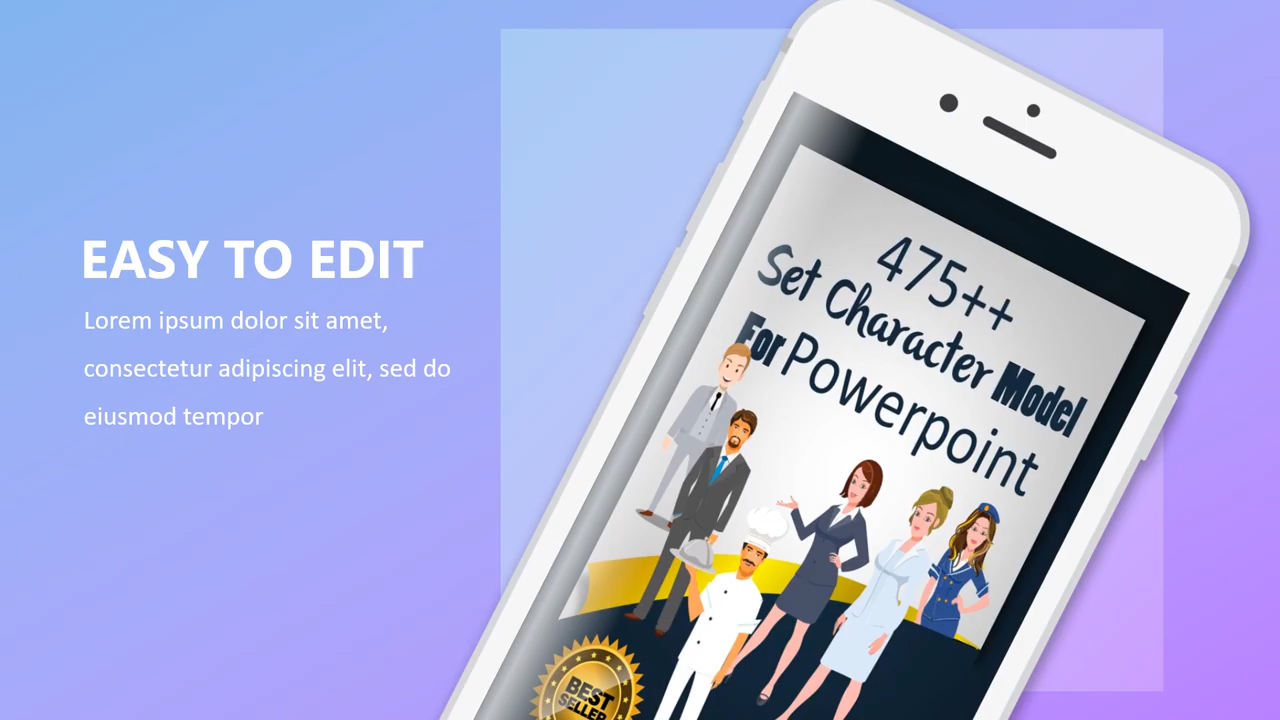 EASY TO EDIT
Lorem ipsum dolor sit amet,
consectetur adipiscing elit, sed do
eiusmod tempor
475++
Set Character Model
For Powerpoint
BEST
SELLER